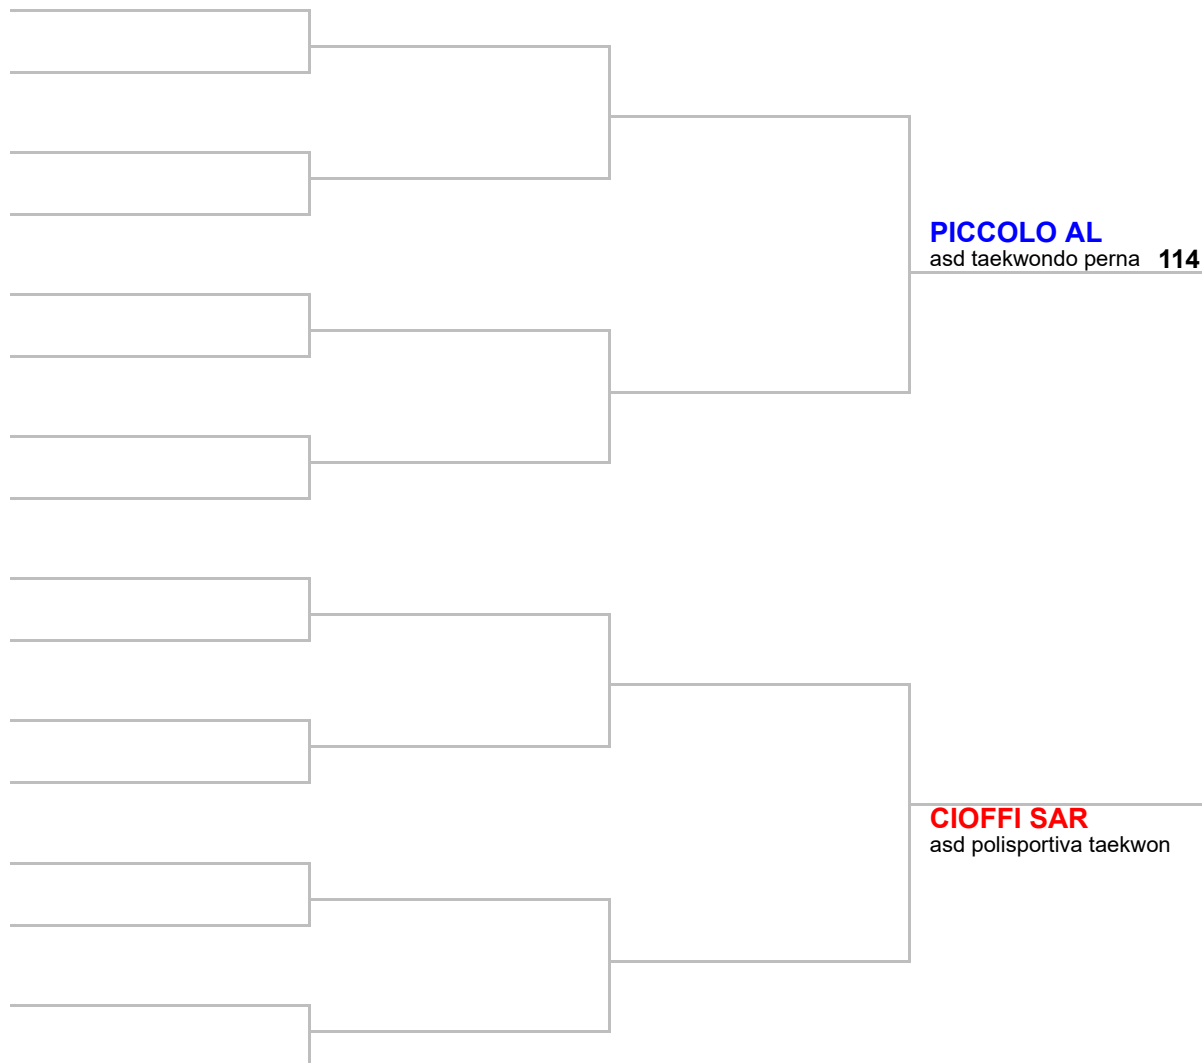 PICCOLO AL
asd taekwondo perna 114
CIOFFI SAR
asd polisportiva taekwon